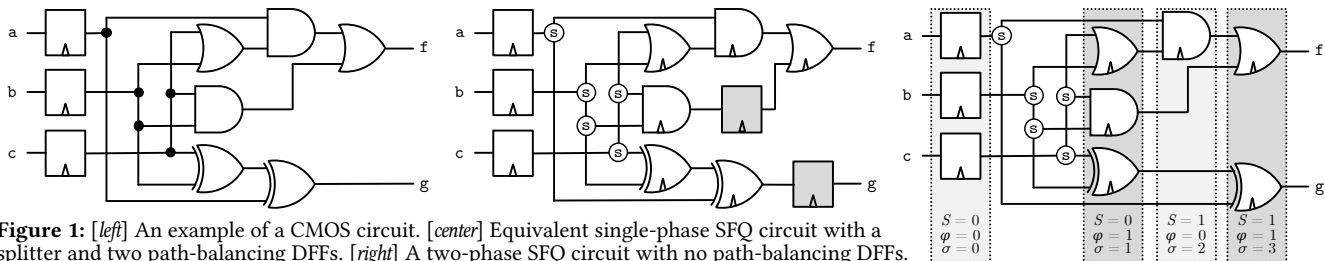 a
b
c
f
g
a
b
c
S
S
S
S
S
f
g
a
b
c
S
S
S
S
S
f
g
S = 0
φ = 0
σ = 0
S = 0
φ = 1
σ = 1
S = 1
φ = 0
σ = 2
S = 1
φ = 1
σ = 3
Figure 1: [left] An example of a CMOS circuit. [center] Equivalent single-phase SFQ circuit with a
splitter and two path-balancing DFFs. [right] A two-phase SFQ circuit with no path-balancing DFFs.